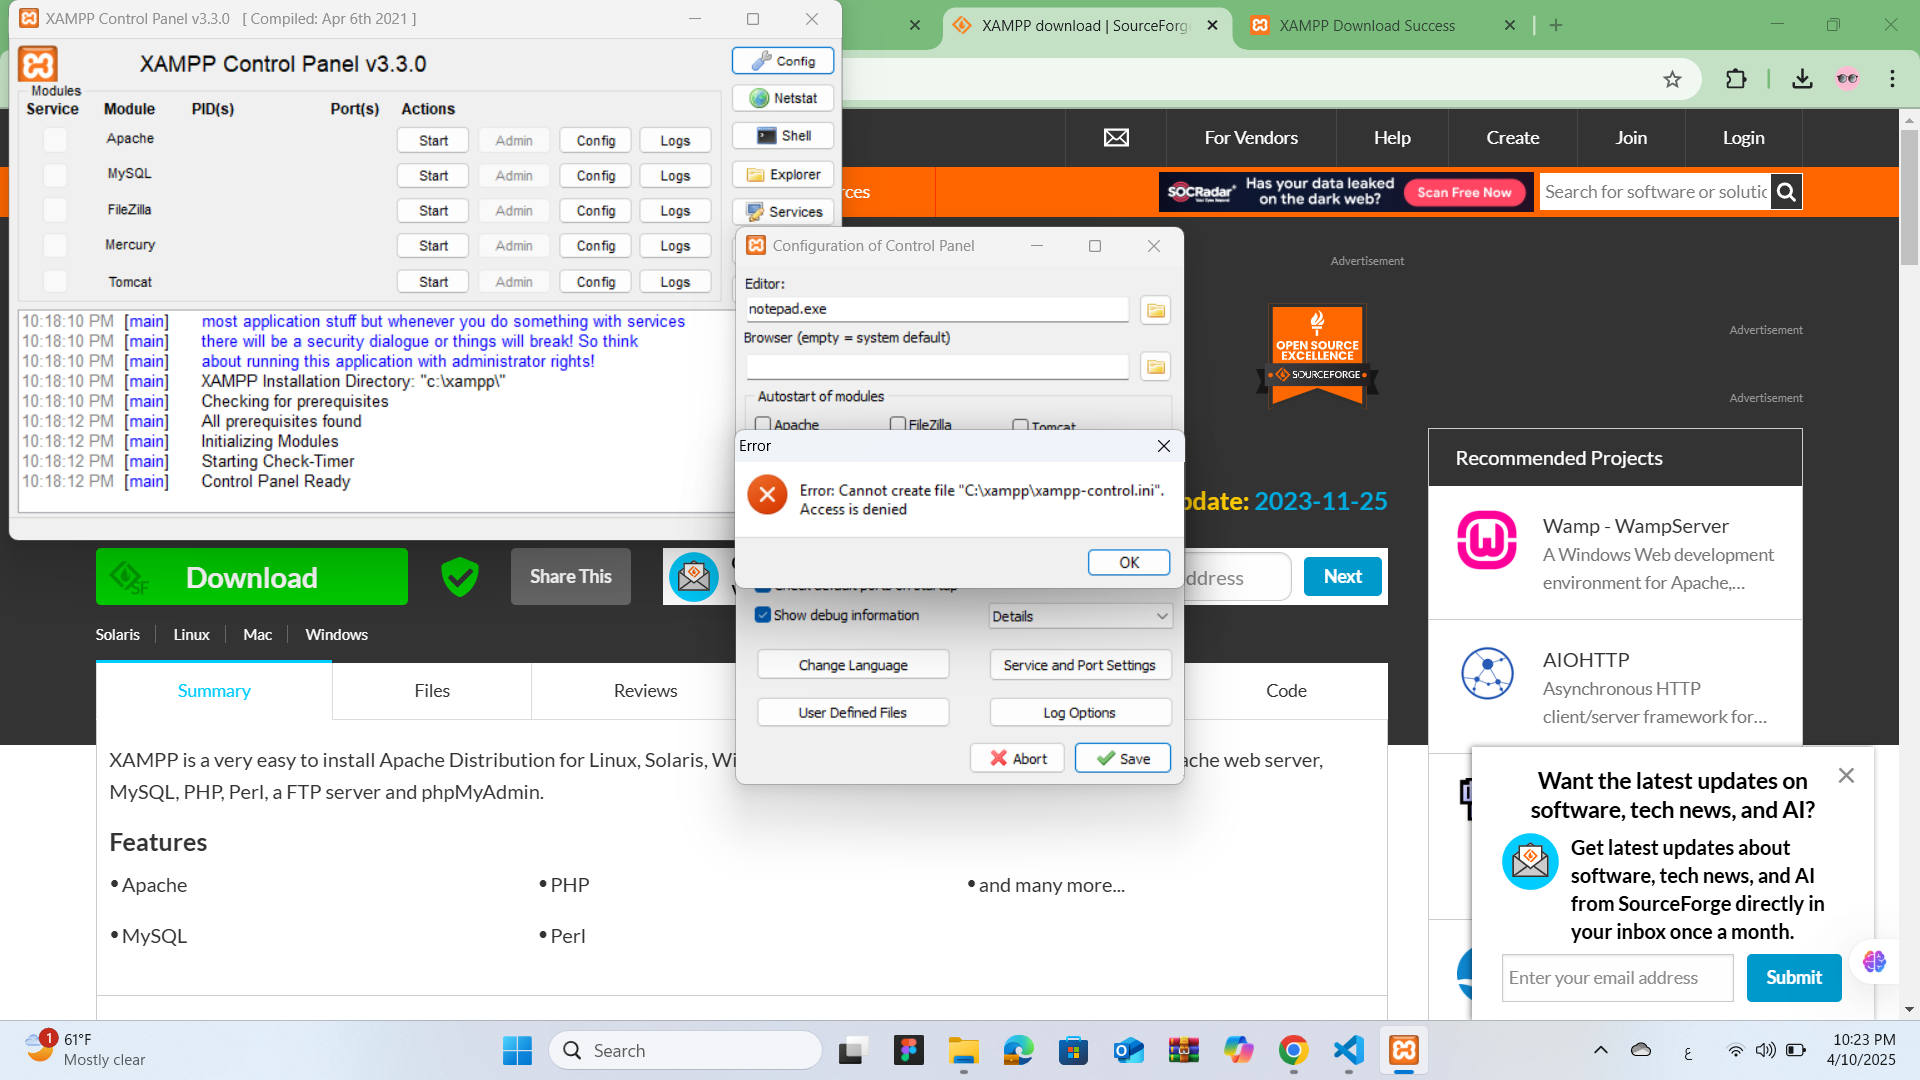 XAMPP Control Panel v3.3.0 [ Compiled: Apr 6th 2021 ]
XAMPP download | SourceForge
XAMPP Download Success
XAMPP Control Panel v3.3.0
Config
Modules
Service Module PID(s) Port(s) Actions
Netstat
Apache Start Admin Config Logs
Shell
MySQL Start Admin Config Logs
Explorer
FileZilla Start Admin Config Logs
Services
Mercury Start Admin Config Logs
Tomcat Start Admin Config Logs
10:18:10 PM [main] most application stuff but whenever you do something with services
10:18:10 PM [main] there will be a security dialogue or things will break! So think
10:18:10 PM [main] about running this application with administrator rights!
10:18:10 PM [main] XAMPP Installation Directory: "c:\xampp\"
10:18:10 PM [main] Checking for prerequisites
10:18:12 PM [main] All prerequisites found
10:18:12 PM [main] Initializing Modules
10:18:12 PM [main] Starting Check-Timer
10:18:12 PM [main] Control Panel Ready
For Vendors Help Create Join Login
rces
SOCRadar Has your data leaked on the dark web? Scan Free Now
Search for software or solutic
Configuration of Control Panel
Editor:
notepad.exe
Browser (empty = system default)
Autostart of modules
Apache FileZilla Tomcat
Error
Error: Cannot create file "C:\xampp\xampp-control.ini".
Access is denied
OK
Check default ports on startup
Show debug information Details
Change Language Service and Port Settings
User Defined Files Log Options
Abort Save
Advertisement
OPEN SOURCE
EXCELLENCE
SOURCEFORGE
Advertisement
Advertisement
pdate: 2023-11-25
Download
SF
Share This
ddress
Next
Solaris Linux Mac Windows
Summary Files Reviews Code
XAMPP is a very easy to install Apache Distribution for Linux, Solaris, Wi ache web server,
MySQL, PHP, Perl, a FTP server and phpMyAdmin.
Features
• Apache • PHP • and many more...
• MySQL • Perl
Recommended Projects
Wamp - WampServer
A Windows Web development
environment for Apache,...
AIOHTTP
Asynchronous HTTP
client/server framework for...
Want the latest updates on
software, tech news, and AI?
Get latest updates about
software, tech news, and AI
from SourceForge directly in
your inbox once a month.
Enter your email address Submit
1
61°F
Mostly clear
Search
ع
10:23 PM
4/10/2025